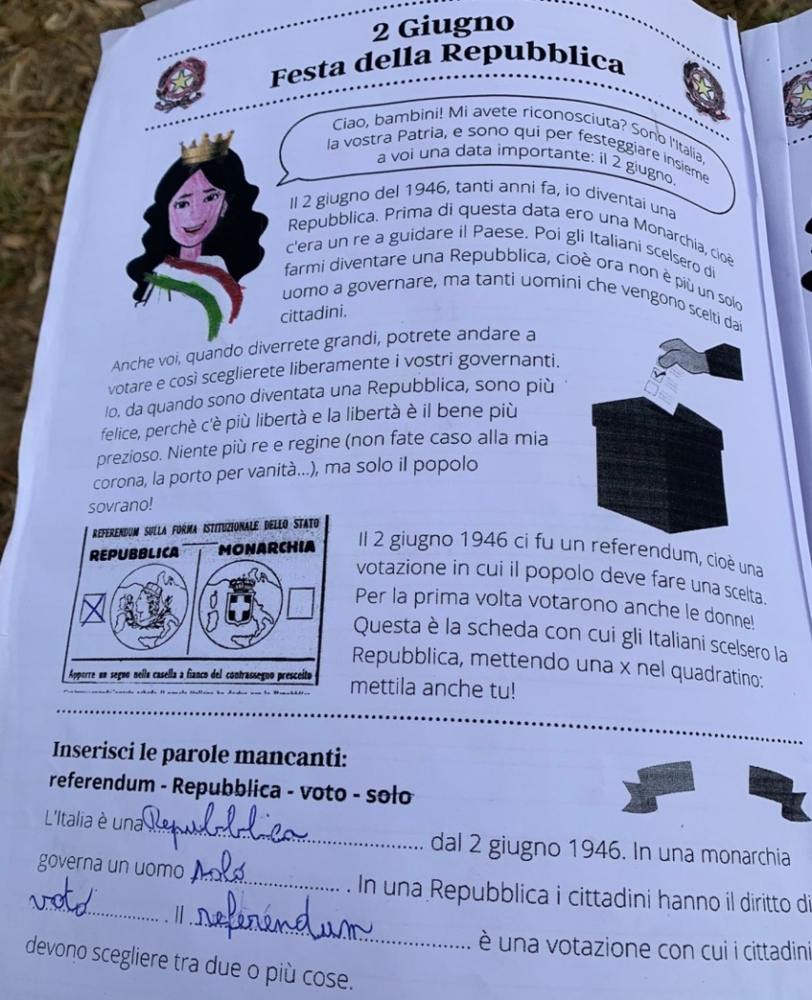 2 Giugno
Festa della Repubblica
Ciao, bambini! Mi avete riconosciuta? Sono l'Italia,
la vostra Patria, e sono qui per festeggiare insieme
a voi una data importante: il 2 giugno.
Il 2 giugno del 1946, tanti anni fa, io diventai una
Repubblica. Prima di questa data ero una Monarchia, cioè
c'era un re a guidare il Paese. Poi gli Italiani scelsero di
farmi diventare una Repubblica, cioè ora non è più un solo
uomo a governare, ma tanti uomini che vengono scelti dai
cittadini.
Anche voi, quando diverrete grandi, potrete andare a
votare e così sceglierete liberamente i vostri governanti.
Io, da quando sono diventata una Repubblica, sono più
felice, perchè c'è più libertà e la libertà è il bene più
prezioso. Niente più re e regine (non fate caso alla mia
corona, la porto per vanità...), ma solo il popolo
sovrano!
REFERENDUM SULLA FORMA ISTITUZIONALE DELLO STATO
REPUBBLICA MONARCHIA
Apporre un segno nella casella a fianco del contrassegno prescelto
Il 2 giugno 1946 ci fu un referendum, cioè una
votazione in cui il popolo deve fare una scelta.
Per la prima volta votarono anche le donne!
Questa è la scheda con cui gli Italiani scelsero la
Repubblica, mettendo una x nel quadratino:
mettila anche tu!
Inserisci le parole mancanti:
referendum - Repubblica - voto - solo
L'Italia è una Repubblica dal 2 giugno 1946. In una monarchia
governa un uomo solo. In una Repubblica i cittadini hanno il diritto di
voto. Il referendum è una votazione con cui i cittadini
devono scegliere tra due o più cose.